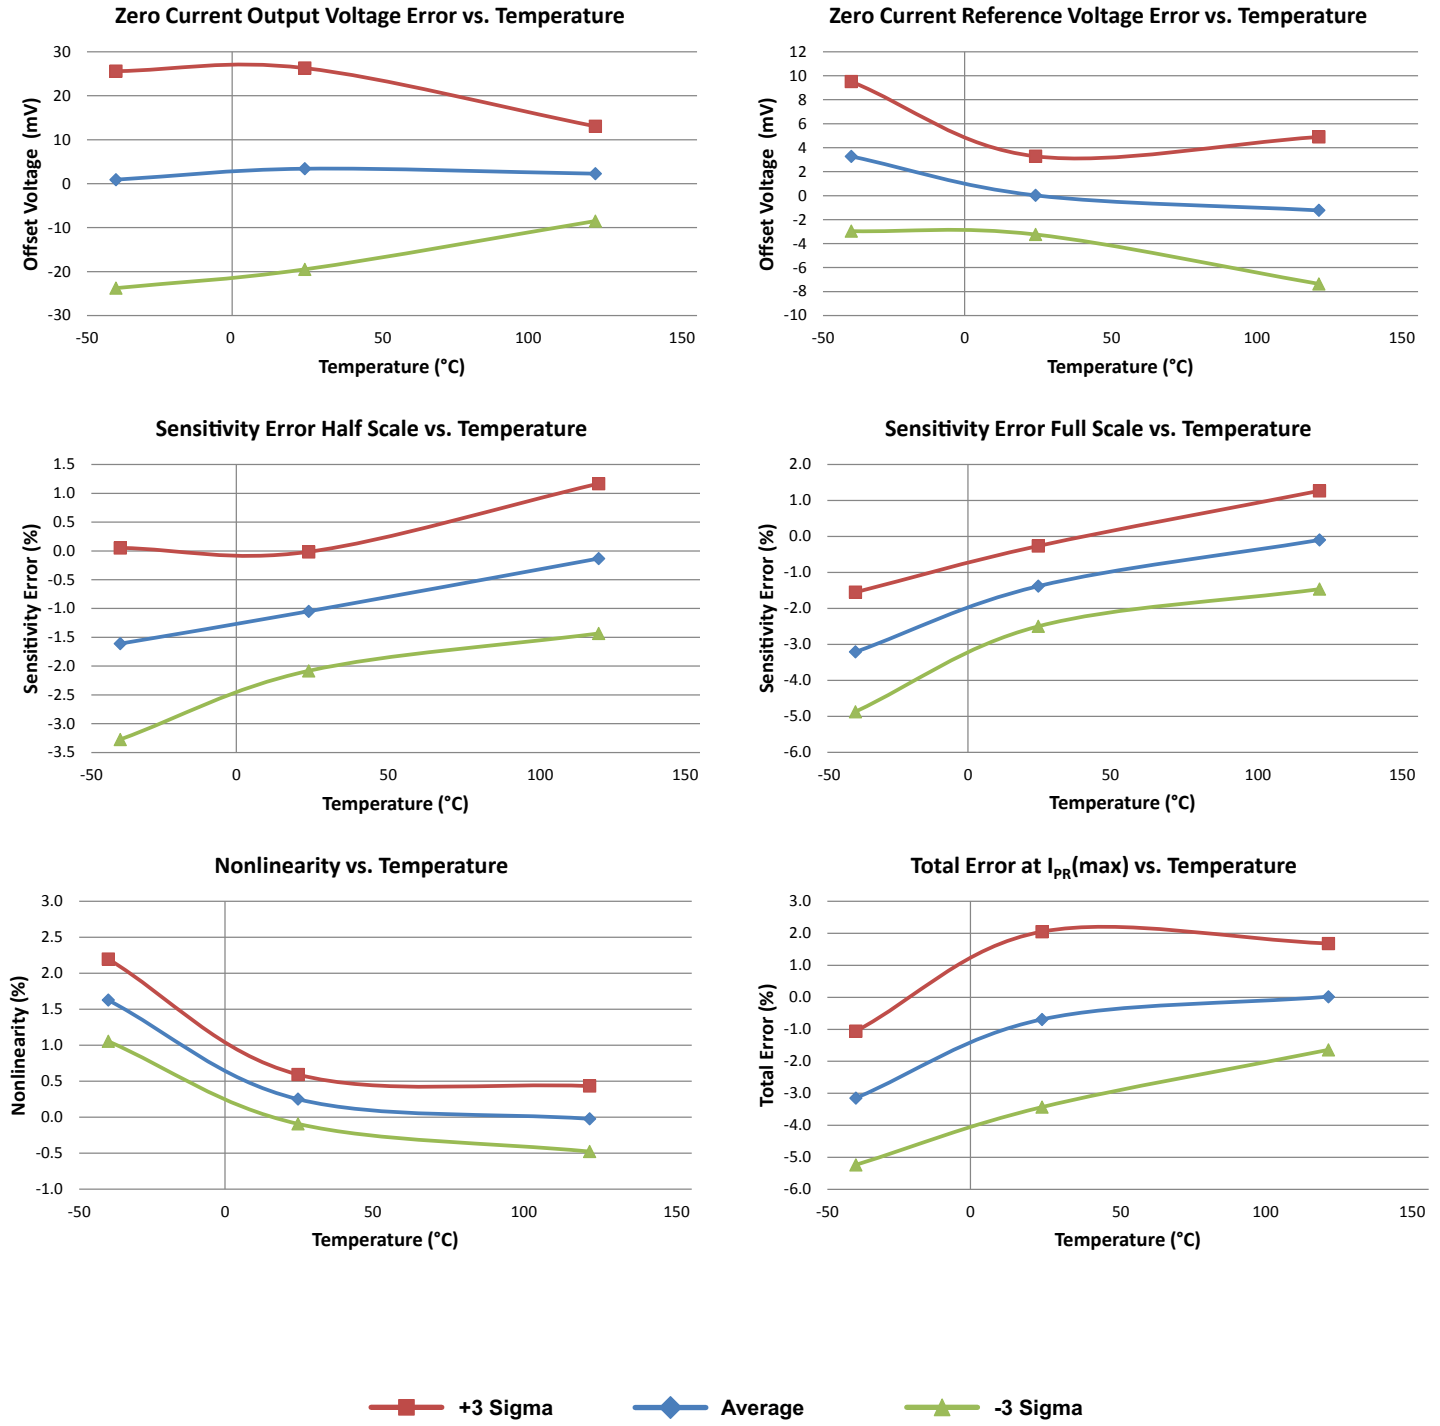 Zero Current Output Voltage Error vs. Temperature
30
20
10
0
-10
-20
-30
Offset Voltage (mV)
-50 0 50 100 150
Temperature (°C)
Zero Current Reference Voltage Error vs. Temperature
12
10
8
6
4
2
0
-2
-4
-6
-8
-10
Offset Voltage (mV)
-50 0 50 100 150
Temperature (°C)
Sensitivity Error Half Scale vs. Temperature
1.5
1.0
0.5
0.0
-0.5
-1.0
-1.5
-2.0
-2.5
-3.0
-3.5
Sensitivity Error (%)
-50 0 50 100 150
Temperature (°C)
Sensitivity Error Full Scale vs. Temperature
2.0
1.0
0.0
-1.0
-2.0
-3.0
-4.0
-5.0
-6.0
Sensitivity Error (%)
-50 0 50 100 150
Temperature (°C)
Nonlinearity vs. Temperature
3.0
2.5
2.0
1.5
1.0
0.5
0.0
-0.5
-1.0
Nonlinearity (%)
-50 0 50 100 150
Temperature (°C)
Total Error at IPR(max) vs. Temperature
3.0
2.0
1.0
0.0
-1.0
-2.0
-3.0
-4.0
-5.0
-6.0
Total Error (%)
-50 0 50 100 150
Temperature (°C)
+3 Sigma Average -3 Sigma